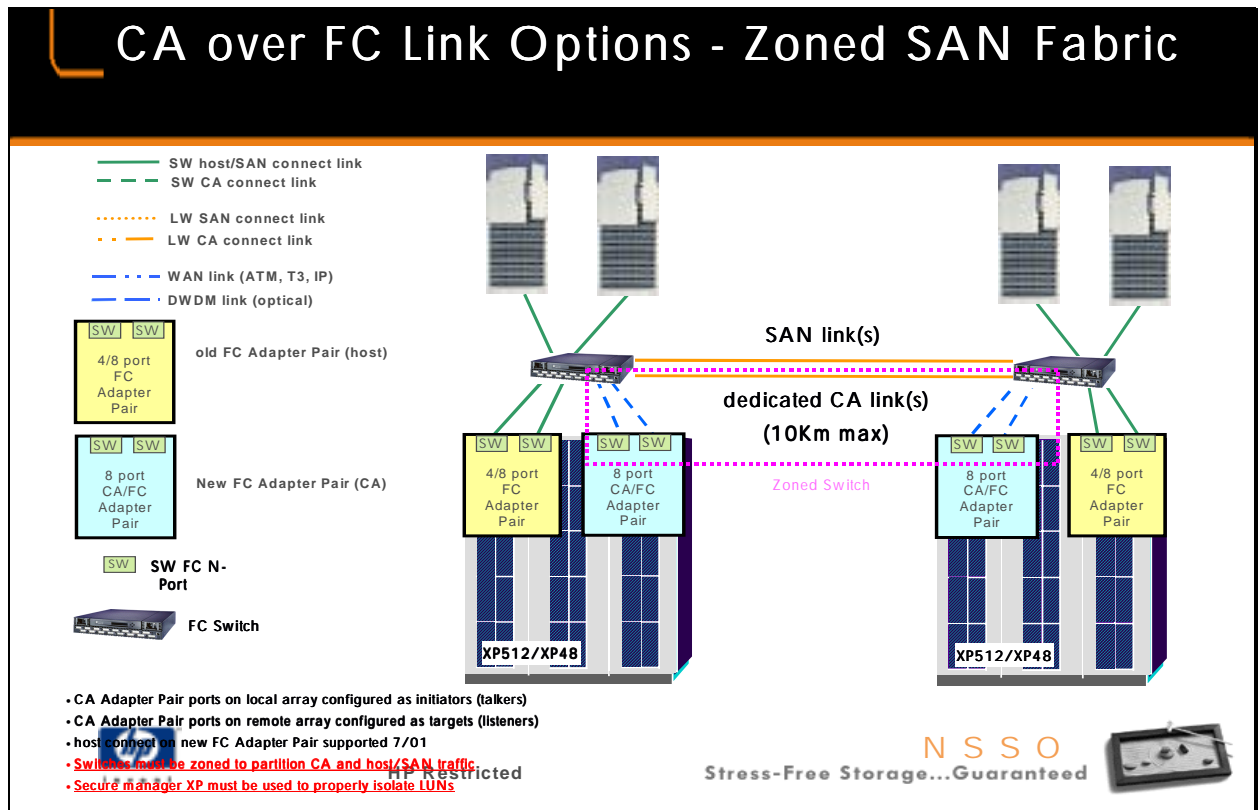 CA over FC Link Options - Zoned SAN Fabric
SW host/SAN connect link
SW CA connect link
LW SAN connect link
LW CA connect link
WAN link (ATM, T3, IP)
DWDM link (optical)
SW SW
4/8 port
FC
Adapter
Pair
old FC Adapter Pair (host)
SW SW
8 port
CA/FC
Adapter
Pair
New FC Adapter Pair (CA)
SW
SW FC N-
Port
FC Switch
SAN link(s)
dedicated CA link(s)
(10Km max)
Zoned Switch
SW SW
4/8 port
FC
Adapter
Pair
SW SW
8 port
CA/FC
Adapter
Pair
XP512/XP48
SW SW
8 port
CA/FC
Adapter
Pair
SW SW
4/8 port
FC
Adapter
Pair
XP512/XP48
• CA Adapter Pair ports on local array configured as initiators (talkers)
• CA Adapter Pair ports on remote array configured as targets (listeners)
• host connect on new FC Adapter Pair supported 7/01
• Switches must be zoned to partition CA and host/SAN traffic
• Secure manager XP must be used to properly isolate LUNs
hp
invent
HP Restricted
NSSO
Stress-Free Storage...Guaranteed